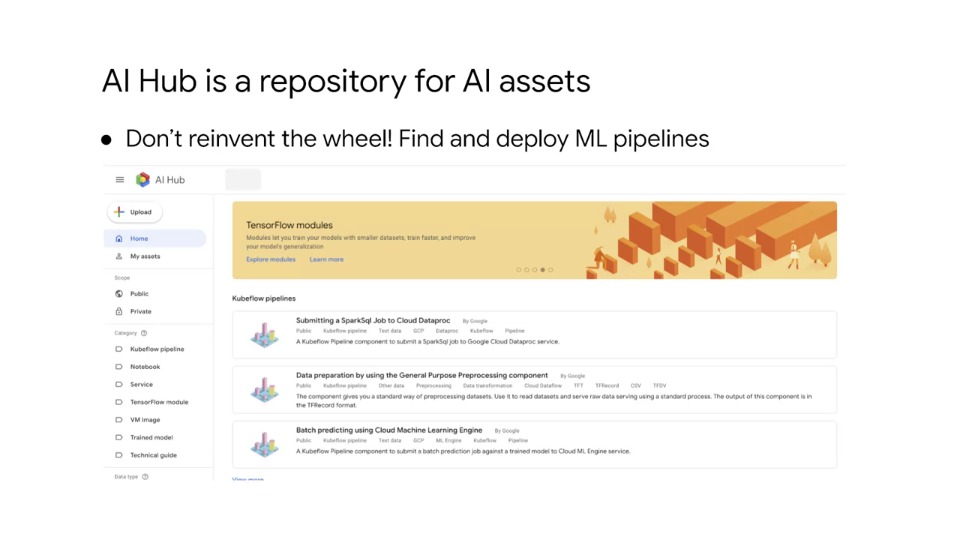 AI Hub is a repository for AI assets
● Don't reinvent the wheel! Find and deploy ML pipelines
AI Hub
Upload
Home
My assets
Scope
Public
Private
Category
Kubeflow pipeline
Notebook
Service
TensorFlow module
VM image
Trained model
Technical guide
Data type
TensorFlow modules
Modules let you train your models with smaller datasets, train faster, and improve
your model's generalization
Explore modules Learn more
Kubeflow pipelines
Submitting a SparkSql Job to Cloud Dataproc By Google
Public Kubeflow pipeline Text data GCP Dataproc Kubeflow Pipeline
A Kubeflow Pipeline component to submit a SparkSql job to Google Cloud Dataproc service.
Data preparation by using the General Purpose Preprocessing component By Google
Public Kubeflow pipeline Other data Preprocessing Data transformation Cloud Dataflow TFT TFRecord CSV TFDV
The component gives you a standard way of preprocessing datasets. Use it to read datasets and serve raw data serving using a standard process. The output of this component is in
the TFRecord format.
Batch predicting using Cloud Machine Learning Engine By Google
Public Kubeflow pipeline Text data GCP ML Engine Kubeflow Pipeline
A Kubeflow Pipeline component to submit a batch prediction job against a trained model to Cloud ML Engine service.
View more